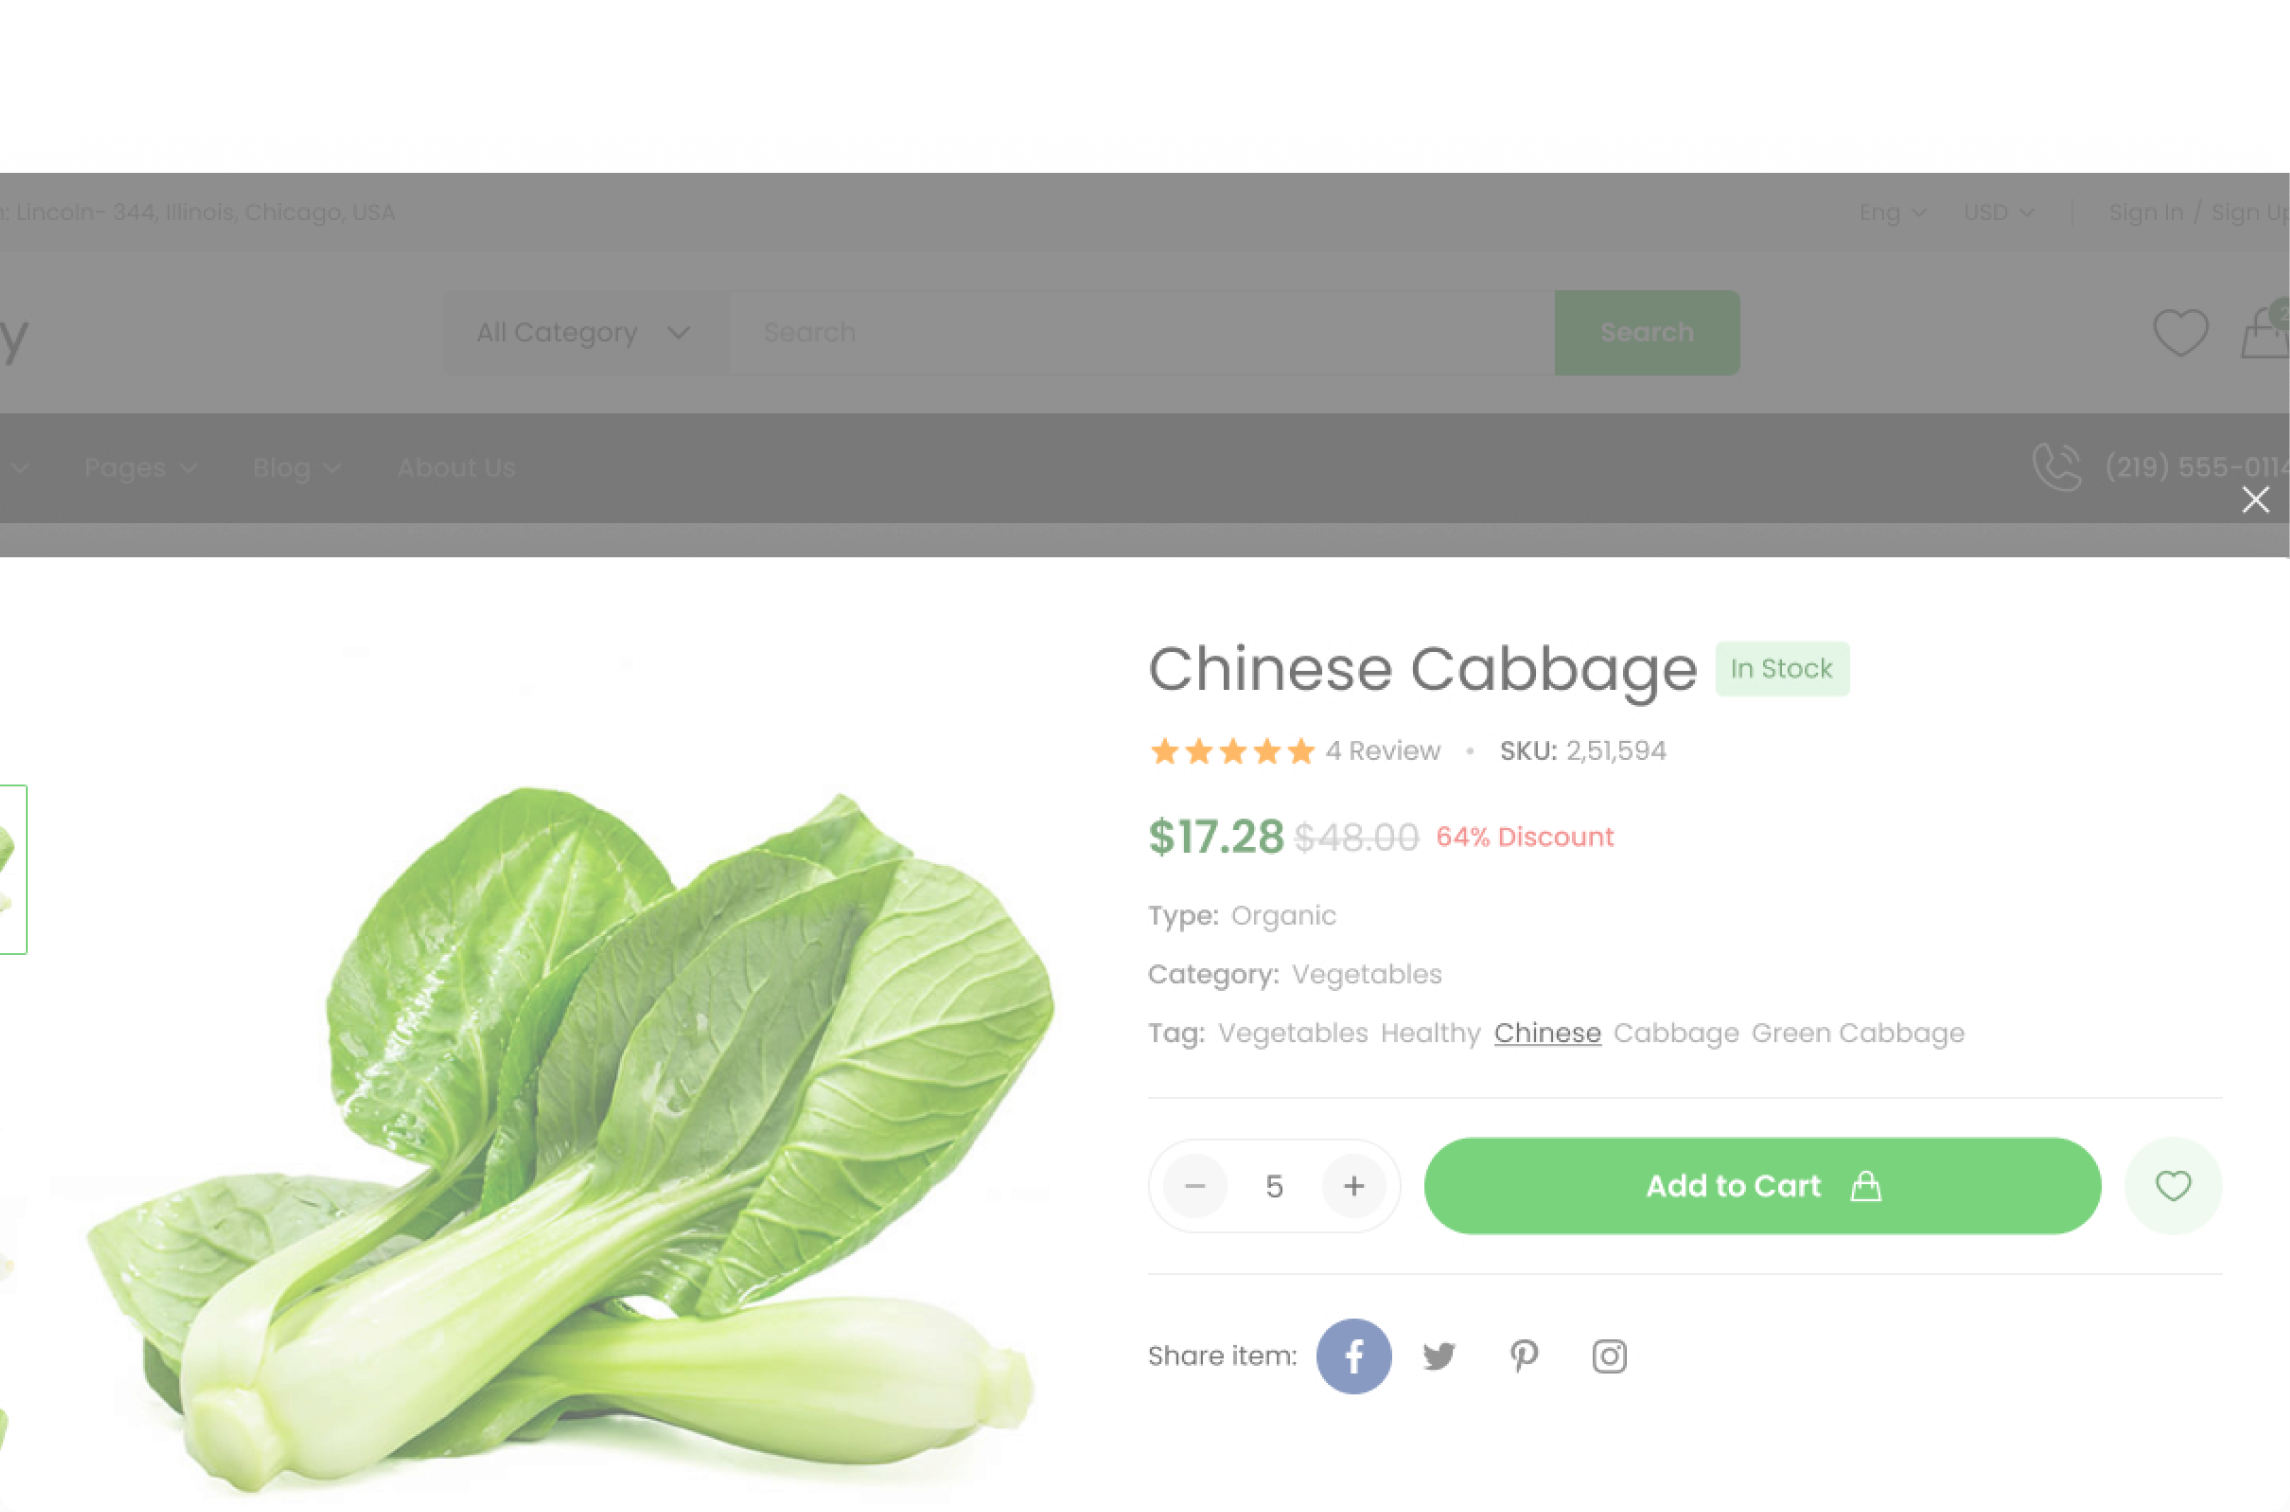 Lincoln- 344, Illinois, Chicago, USA
Eng USD Sign In / Sign Up
y
All Category Search Search
Pages Blog About Us (219) 555-0114
Chinese Cabbage In Stock
4 Review • SKU: 2,51,594
$17.28 $48.00 64% Discount
Type: Organic
Category: Vegetables
Tag: Vegetables Healthy Chinese Cabbage Green Cabbage
5 Add to Cart
Share item: